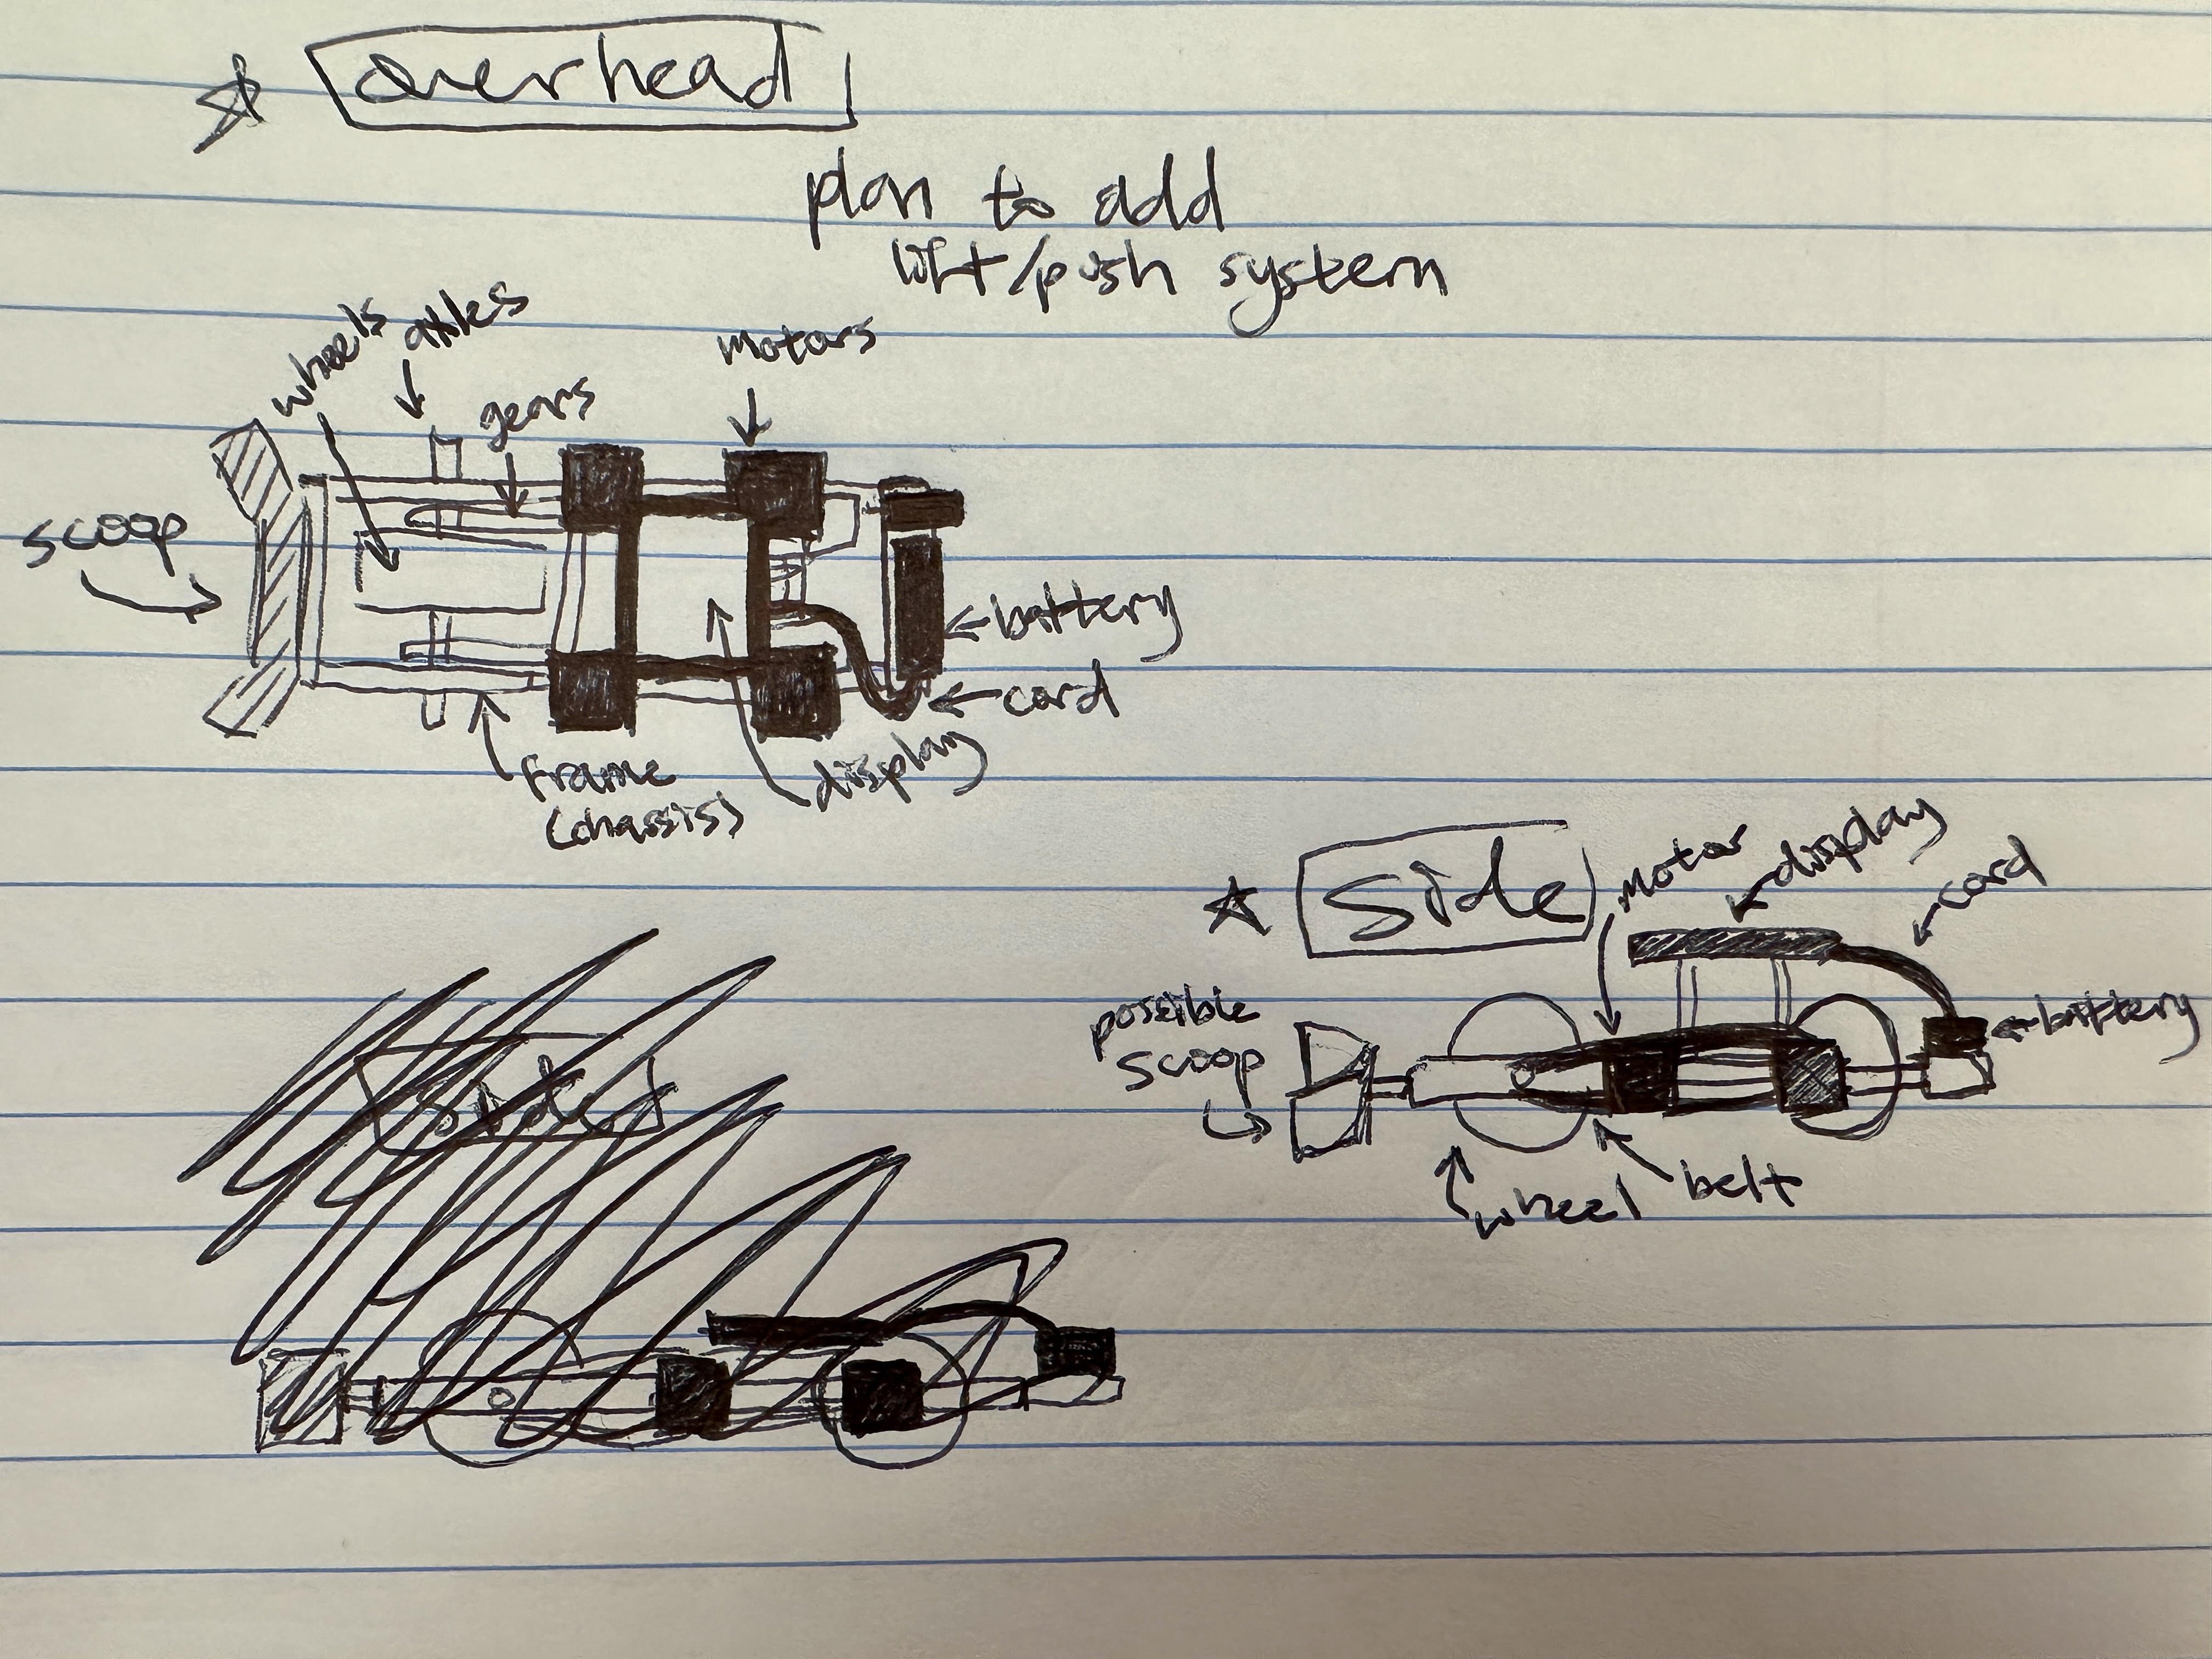 overhead
plan to add
lift/push system
wheels
axles
gears
motors
scoop
battery
cord
frame
(chassis)
display
side
motor
display
cord
battery
possible
scoop
wheel
belt
side